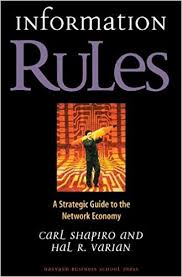 INFORMATION
RULES
A Strategic Guide to the
Network Economy
CARL SHAPIRO AND
HAL R. VARIAN
HARVARD BUSINESS SCHOOL PRESS